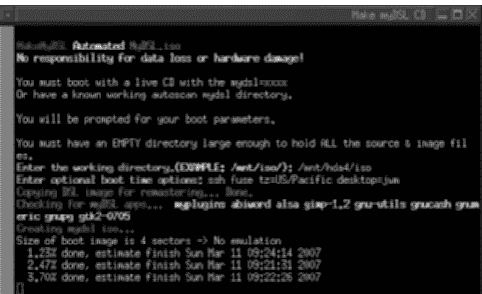 Make myDSL CD
MakeMyDSL Automated MyDSL.iso
No responsibility for data loss or hardware damage!
You must boot with a live CD with the mydsl=xxxx
Or have a known working autoscan mydsl directory.
You will be prompted for your boot parameters.
You must have an EMPTY directory large enough to hold ALL the source & image fil
es.
Enter the working directory.(EXAMPLE: /mnt/iso/): /mnt/hda4/iso
Enter optional boot time options: ssh fuse tz=US/Pacific desktop=jwm
Copying DSL image for remastering... Done.
Checking for myDSL apps... myplugins abiword alsa gimp-1.2 gnu-utils gnucash gnum
eric gnupg gtk2-0705
Creating mydsl iso...
Size of boot image is 4 sectors -> No emulation
1.23% done, estimate finish Sun Mar 11 09:24:14 2007
2.47% done, estimate finish Sun Mar 11 09:21:31 2007
3.70% done, estimate finish Sun Mar 11 09:22:26 2007